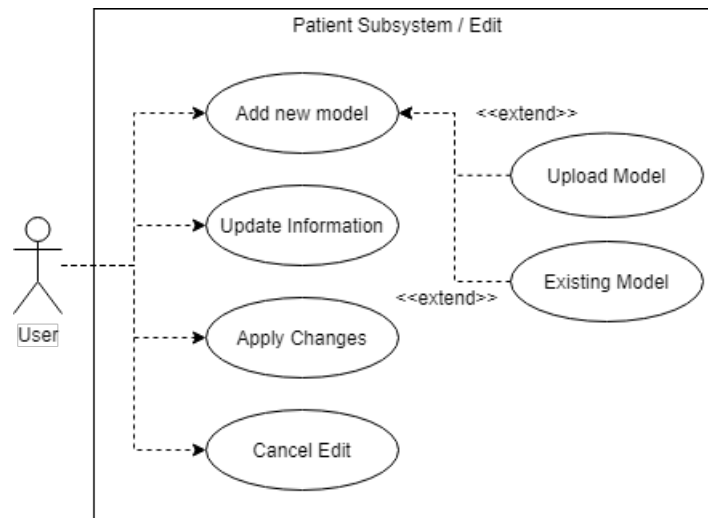 Patient Subsystem / Edit
Add new model
<<extend>>
Upload Model
Update Information
Existing Model
<<extend>>
User
Apply Changes
Cancel Edit